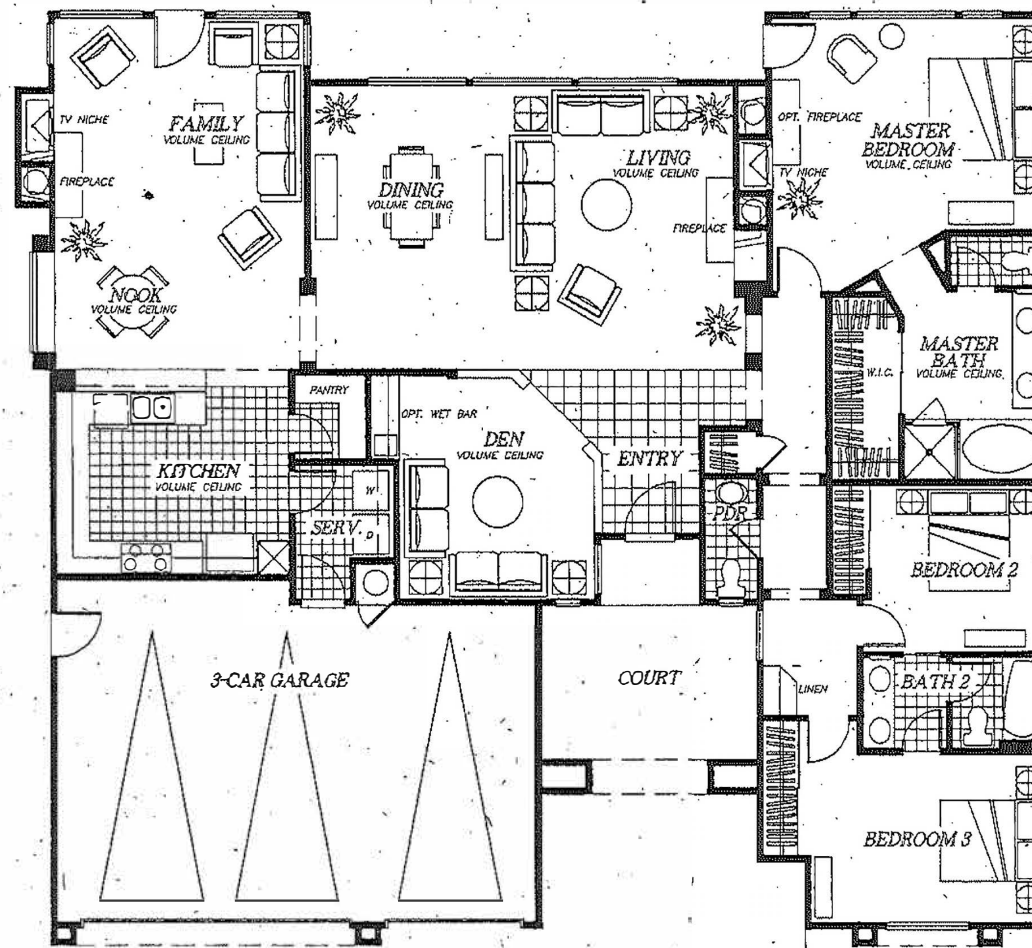 TV NICHE
FAMILY
VOLUME CEILING
FIREPLACE
NOOK
VOLUME CEILING
DINING
VOLUME CEILING
LIVING
VOLUME CEILING
FIREPLACE
OPT. FIREPLACE
MASTER
BEDROOM
VOLUME CEILING
TV NICHE
W.I.C.
MASTER
BATH
VOLUME CEILING
PANTRY
OPT. WET BAR
DEN
VOLUME CEILING
ENTRY
KITCHEN
VOLUME CEILING
W
SERV.
D
PDR
BEDROOM 2
3-CAR GARAGE
COURT
LINEN
BATH 2
BEDROOM 3